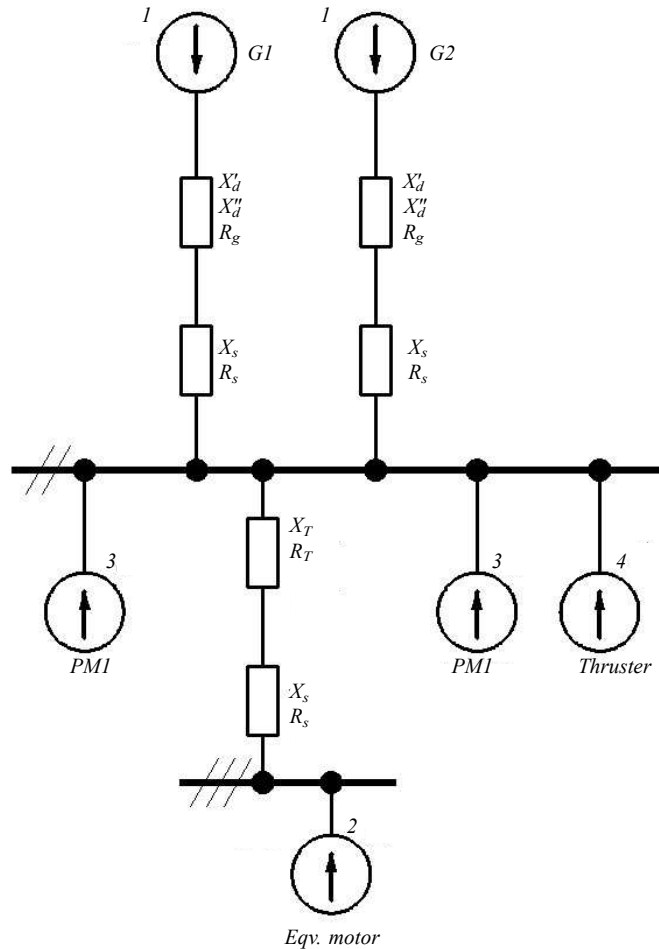 1
G1
1
G2
X'd
X''d
Rg
X'd
X''d
Rg
Xs
Rs
Xs
Rs
XT
RT
3
PM1
3
PM1
4
Thruster
Xs
Rs
2
Eqv. motor